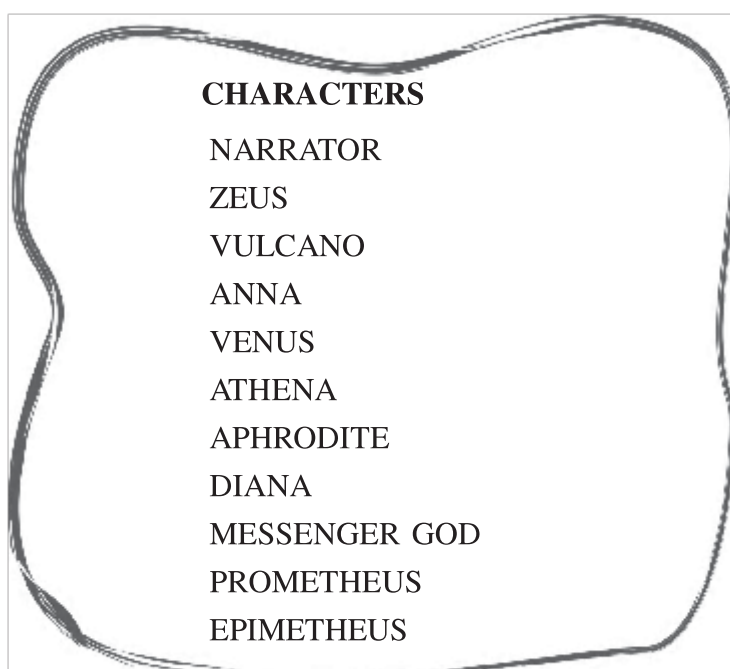 CHARACTERS
NARRATOR
ZEUS
VULCANO
ANNA
VENUS
ATHENA
APHRODITE
DIANA
MESSENGER GOD
PROMETHEUS
EPIMETHEUS